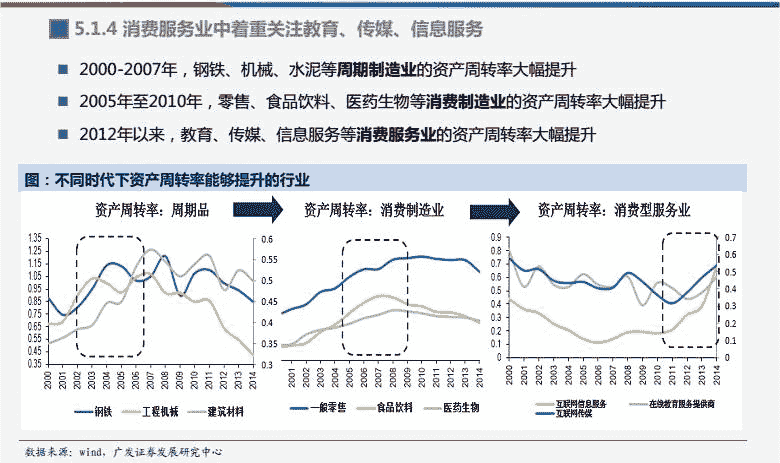 5.1.4 消费服务业中着重关注教育、传媒、信息服务
2000-2007年，钢铁、机械、水泥等周期制造业的资产周转率大幅提升
2005年至2010年，零售、食品饮料、医药生物等消费制造业的资产周转率大幅提升
2012年以来，教育、传媒、信息服务等消费服务业的资产周转率大幅提升
图：不同时代下资产周转率能够提升的行业
资产周转率：周期品
资产周转率：消费制造业
资产周转率：消费型服务业
1.35
1.25
1.15
1.05
0.95
0.85
0.75
0.65
0.55
0.45
0.35
2000 2001 2002 2003 2004 2005 2006 2007 2008 2009 2010 2011 2012 2013 2014
钢铁 工程机械 建筑材料
0.6
0.55
0.5
0.45
0.4
0.35
0.3
2001 2002 2003 2004 2005 2006 2007 2008 2009 2010 2011 2012 2013 2014
一般零售 食品饮料 医药生物
0.9
0.8
0.7
0.6
0.5
0.4
0.3
0.2
0.1
0
0.7
0.6
0.5
0.4
0.3
0.2
0.1
0
2000 2001 2002 2003 2004 2005 2006 2007 2008 2009 2010 2011 2012 2013 2014
互联网信息服务 在线教育服务提供商
互联网传媒
数据来源：wind，广发证券发展研究中心